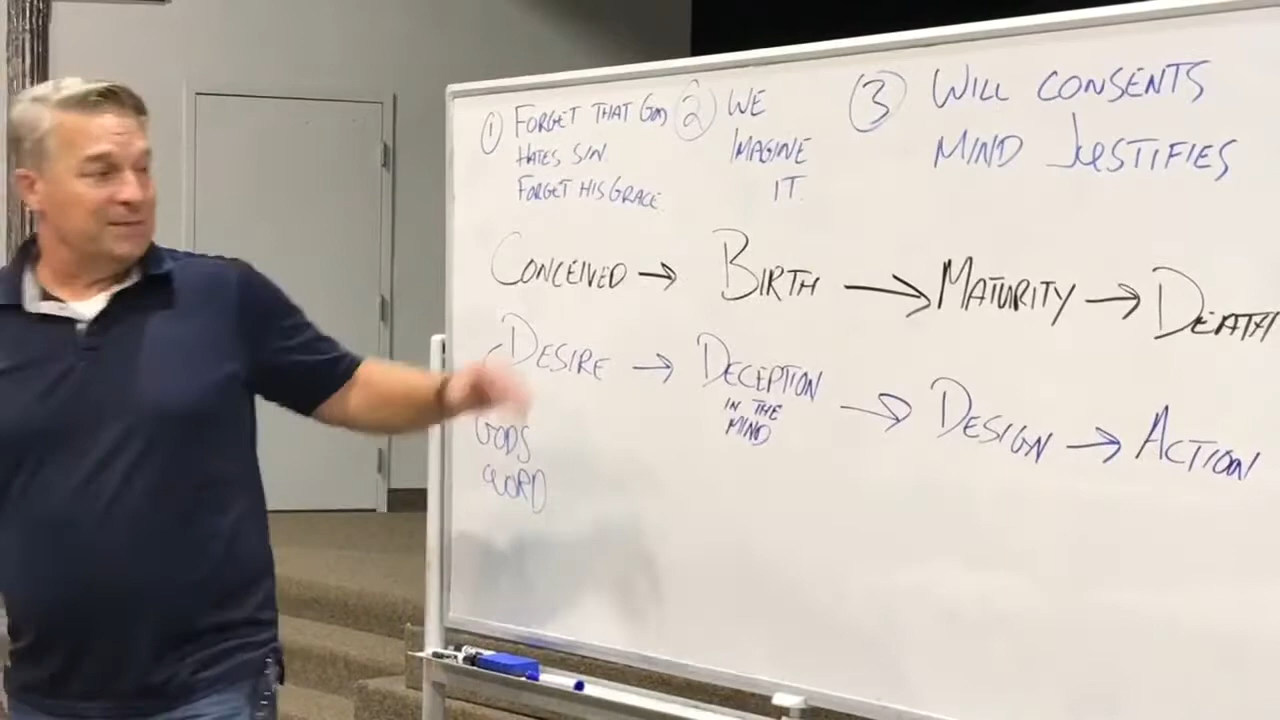 ① FORGET THAT GOD
HATES SIN.
FORGET HIS GRACE.
② WE
IMAGINE
IT.
③ WILL CONSENTS
MIND JUSTIFIES
CONCEIVED → BIRTH → MATURITY → DEATH
DESIRE → DECEPTION → DESIGN → ACTION
IN THE
MIND
GODS
WORD